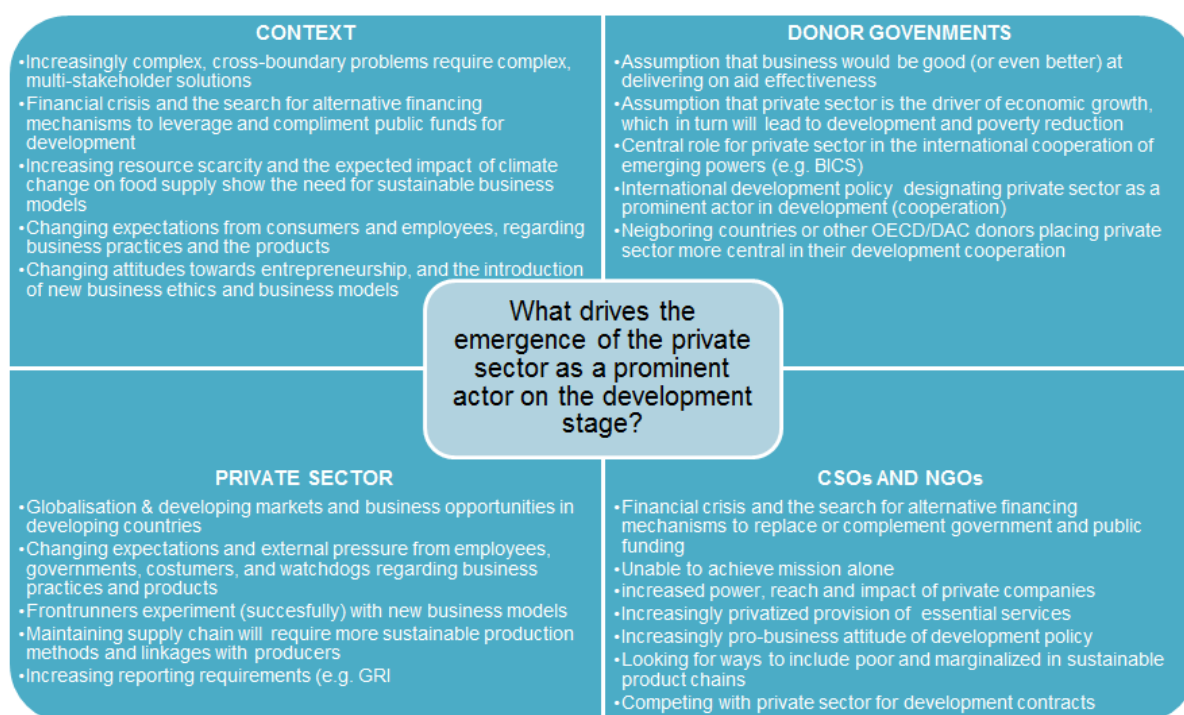 CONTEXT
•Increasingly complex, cross-boundary problems require complex,
multi-stakeholder solutions
•Financial crisis and the search for alternative financing
mechanisms to leverage and compliment public funds for
development
•Increasing resource scarcity and the expected impact of climate
change on food supply show the need for sustainable business
models
•Changing expectations from consumers and employees, regarding
business practices and the products
•Changing attitudes towards entrepreneurship, and the introduction
of new business ethics and business models
DONOR GOVENMENTS
•Assumption that business would be good (or even better) at
delivering on aid effectiveness
•Assumption that private sector is the driver of economic growth,
which in turn will lead to development and poverty reduction
•Central role for private sector in the international cooperation of
emerging powers (e.g. BICS)
•International development policy designating private sector as a
prominent actor in development (cooperation)
•Neigboring countries or other OECD/DAC donors placing private
sector more central in their development cooperation
What drives the
emergence of the private
sector as a prominent
actor on the development
stage?
PRIVATE SECTOR
•Globalisation & developing markets and business opportunities in
developing countries
•Changing expectations and external pressure from employees,
governments, costumers, and watchdogs regarding business
practices and products
•Frontrunners experiment (succesfully) with new business models
•Maintaining supply chain will require more sustainable production
methods and linkages with producers
•Increasing reporting requirements (e.g. GRI
CSOs AND NGOs
•Financial crisis and the search for alternative financing
mechanisms to replace or complement government and public
funding
•Unable to achieve mission alone
•increased power, reach and impact of private companies
•Increasingly privatized provision of essential services
•Increasingly pro-business attitude of development policy
•Looking for ways to include poor and marginalized in sustainable
product chains
•Competing with private sector for development contracts